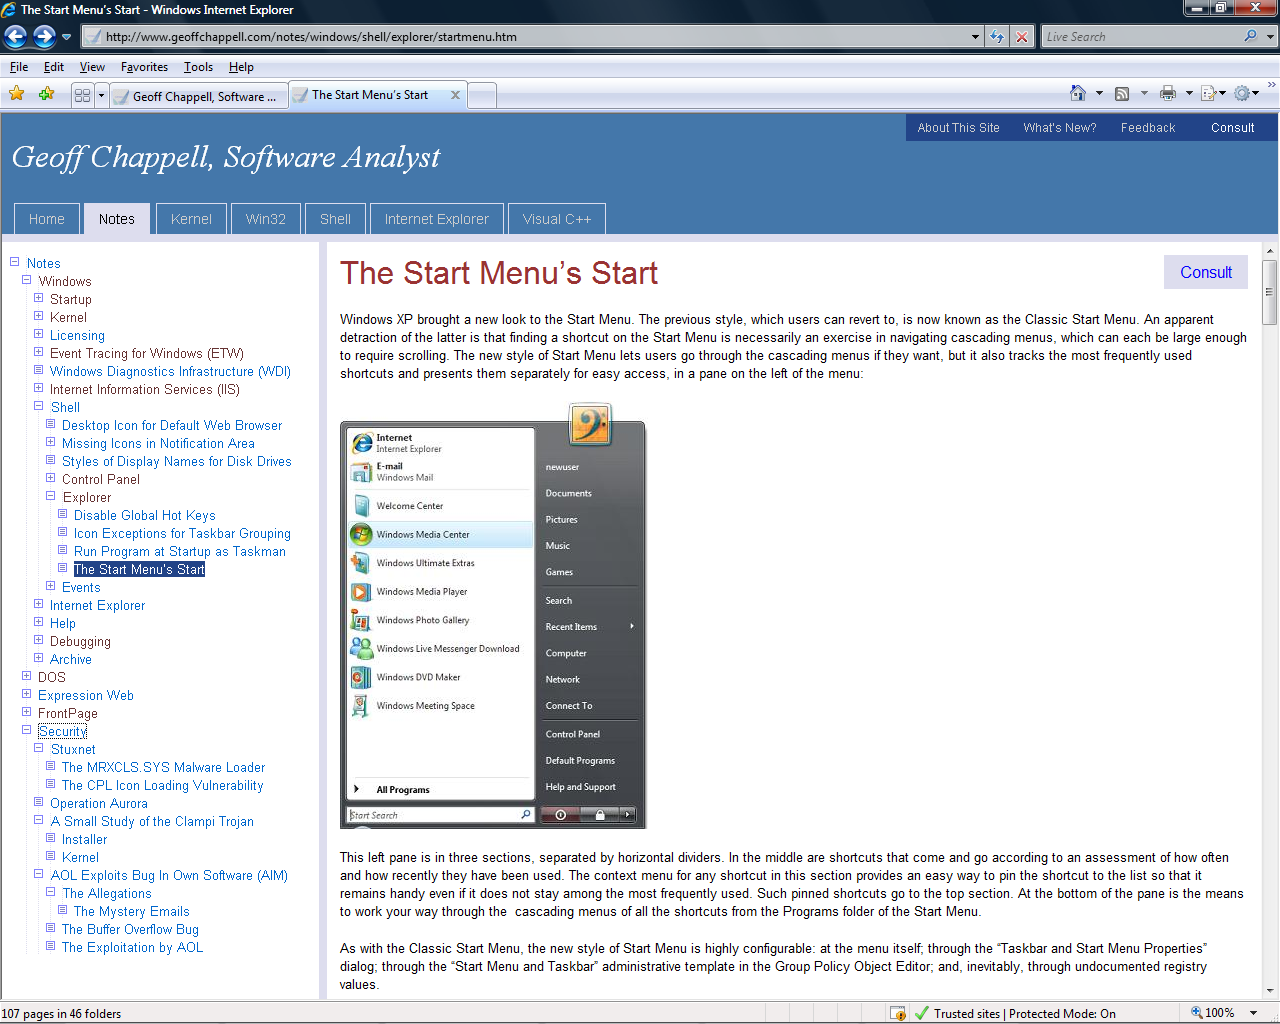 The Start Menu's Start - Windows Internet Explorer
http://www.geoffchappell.com/notes/windows/shell/explorer/startmenu.htm
Live Search
File Edit View Favorites Tools Help
Geoff Chappell, Software ...
The Start Menu's Start
About This Site What's New? Feedback Consult
Geoff Chappell, Software Analyst
Home Notes Kernel Win32 Shell Internet Explorer Visual C++
Notes
Windows
Startup
Kernel
Licensing
Event Tracing for Windows (ETW)
Windows Diagnostics Infrastructure (WDI)
Internet Information Services (IIS)
Shell
Desktop Icon for Default Web Browser
Missing Icons in Notification Area
Styles of Display Names for Disk Drives
Control Panel
Explorer
Disable Global Hot Keys
Icon Exceptions for Taskbar Grouping
Run Program at Startup as Taskman
The Start Menu's Start
Events
Internet Explorer
Help
Debugging
Archive
DOS
Expression Web
FrontPage
Security
Stuxnet
The MRXCLS.SYS Malware Loader
The CPL Icon Loading Vulnerability
Operation Aurora
A Small Study of the Clampi Trojan
Installer
Kernel
AOL Exploits Bug In Own Software (AIM)
The Allegations
The Mystery Emails
The Buffer Overflow Bug
The Exploitation by AOL
The Start Menu’s Start
Consult
Windows XP brought a new look to the Start Menu. The previous style, which users can revert to, is now known as the Classic Start Menu. An apparent
detraction of the latter is that finding a shortcut on the Start Menu is necessarily an exercise in navigating cascading menus, which can each be large enough
to require scrolling. The new style of Start Menu lets users go through the cascading menus if they want, but it also tracks the most frequently used
shortcuts and presents them separately for easy access, in a pane on the left of the menu:
Internet
Internet Explorer
E-mail
Windows Mail
Welcome Center
Windows Media Center
Windows Ultimate Extras
Windows Media Player
Windows Photo Gallery
Windows Live Messenger Download
Windows DVD Maker
Windows Meeting Space
All Programs
Start Search
newuser
Documents
Pictures
Music
Games
Search
Recent Items
Computer
Network
Connect To
Control Panel
Default Programs
Help and Support
This left pane is in three sections, separated by horizontal dividers. In the middle are shortcuts that come and go according to an assessment of how often
and how recently they have been used. The context menu for any shortcut in this section provides an easy way to pin the shortcut to the list so that it
remains handy even if it does not stay among the most frequently used. Such pinned shortcuts go to the top section. At the bottom of the pane is the means
to work your way through the cascading menus of all the shortcuts from the Programs folder of the Start Menu.
As with the Classic Start Menu, the new style of Start Menu is highly configurable: at the menu itself; through the “Taskbar and Start Menu Properties”
dialog; through the “Start Menu and Taskbar” administrative template in the Group Policy Object Editor; and, inevitably, through undocumented registry
values.
107 pages in 46 folders
Trusted sites | Protected Mode: On
100%